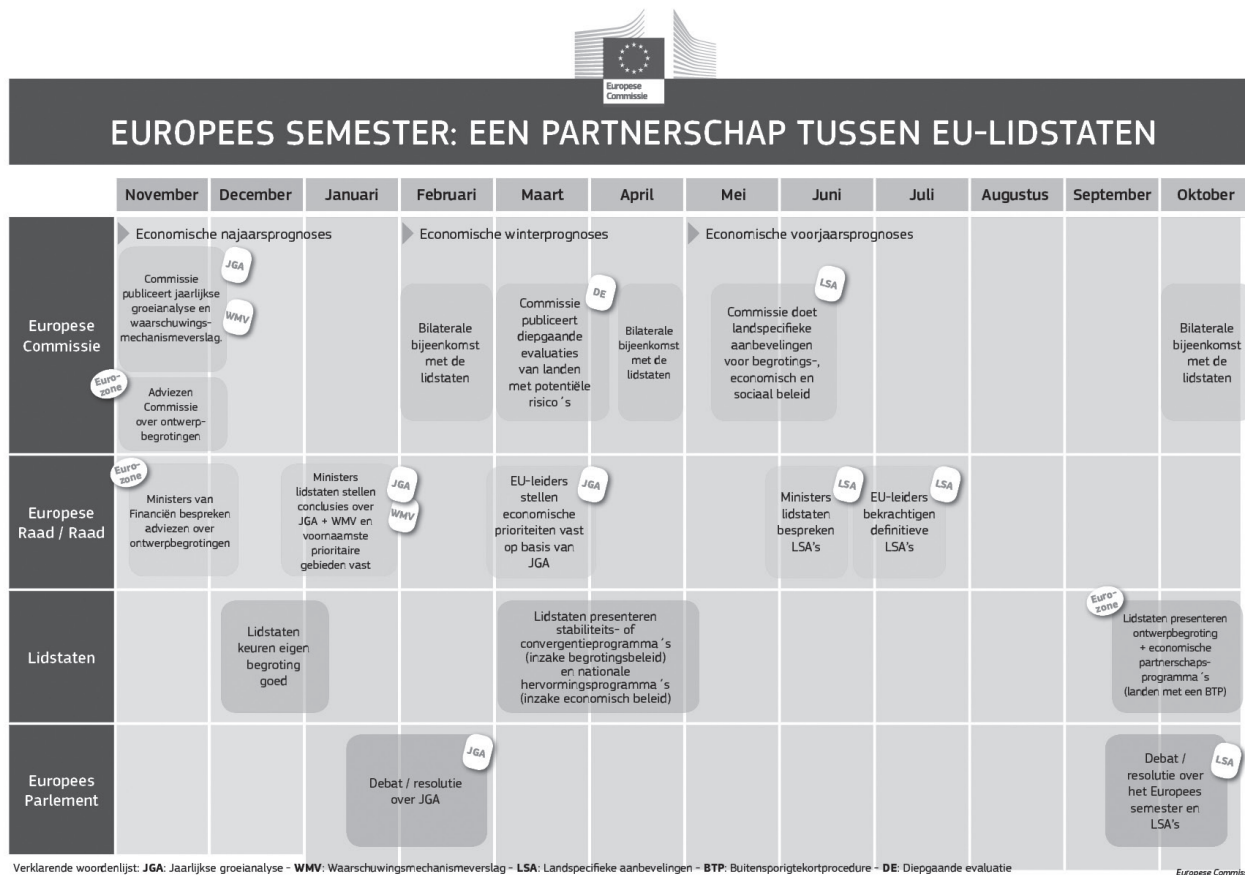 Europese
Commissie
EUROPEES SEMESTER: EEN PARTNERSCHAP TUSSEN EU-LIDSTATEN
November December Januari Februari Maart April Mei Juni Juli Augustus September Oktober
Europese
Commissie
Economische najaarsprognoses
Economische winterprognoses
Economische voorjaarsprognoses
Commissie
publiceert jaarlijkse
groeianalyse en
waarschuwings-
mechanismeverslag.
JGA
WMV
Euro-
zone
Adviezen
Commissie
over ontwerp-
begrotingen
Bilaterale
bijeenkomst
met de
lidstaten
Commissie
publiceert
diepgaande
evaluaties
van landen
met potentiële
risico ´s
DE
Bilaterale
bijeenkomst
met de
lidstaten
Commissie doet
landspecifieke
aanbevelingen
voor begrotings-,
economisch en
sociaal beleid
LSA
Bilaterale
bijeenkomst
met de
lidstaten
Europese
Raad / Raad
Euro-
zone
Ministers van
Financiën bespreken
adviezen over
ontwerpbegrotingen
Ministers
lidstaten stellen
conclusies over
JGA + WMV en
voornaamste
prioritaire
gebieden vast
JGA
WMV
EU-leiders
stellen
economische
prioriteiten vast
op basis van
JGA
JGA
Ministers
lidstaten
bespreken
LSA's
LSA
EU-leiders
bekrachtigen
definitieve
LSA's
LSA
Lidstaten
Lidstaten
keuren eigen
begroting
goed
Lidstaten presenteren
stabiliteits- of
convergentieprogramma ´s
(inzake begrotingsbeleid)
en nationale
hervormingsprogramma ´s
(inzake economisch beleid)
Euro-
zone
Lidstaten presenteren
ontwerpbegroting
+ economische
partnerschaps-
programma ´s
(landen met een BTP)
Europees
Parlement
Debat / resolutie
over JGA
JGA
Debat /
resolutie over
het Europees
semester en
LSA's
LSA
Verklarende woordenlijst: JGA: Jaarlijkse groeianalyse - WMV: Waarschuwingsmechanismeverslag - LSA: Landspecifieke aanbevelingen - BTP: Buitensporigtekortprocedure - DE: Diepgaande evaluatie
Europese Commis